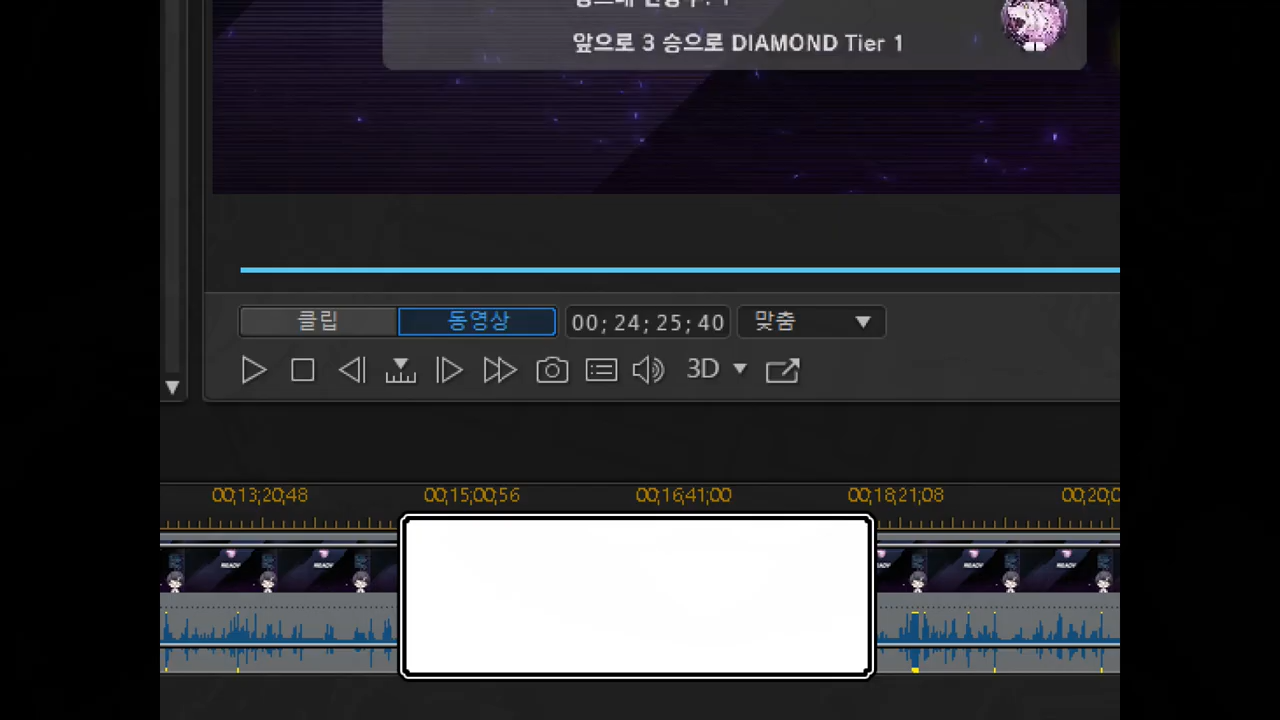 앞으로 3 승으로 DIAMOND Tier 1
클립 동영상 00; 24; 25; 40 맞춤
3D
00;13;20;48 00;15;00;56 00;16;41;00 00;18;21;08 00;20;0
READY READY READY READY